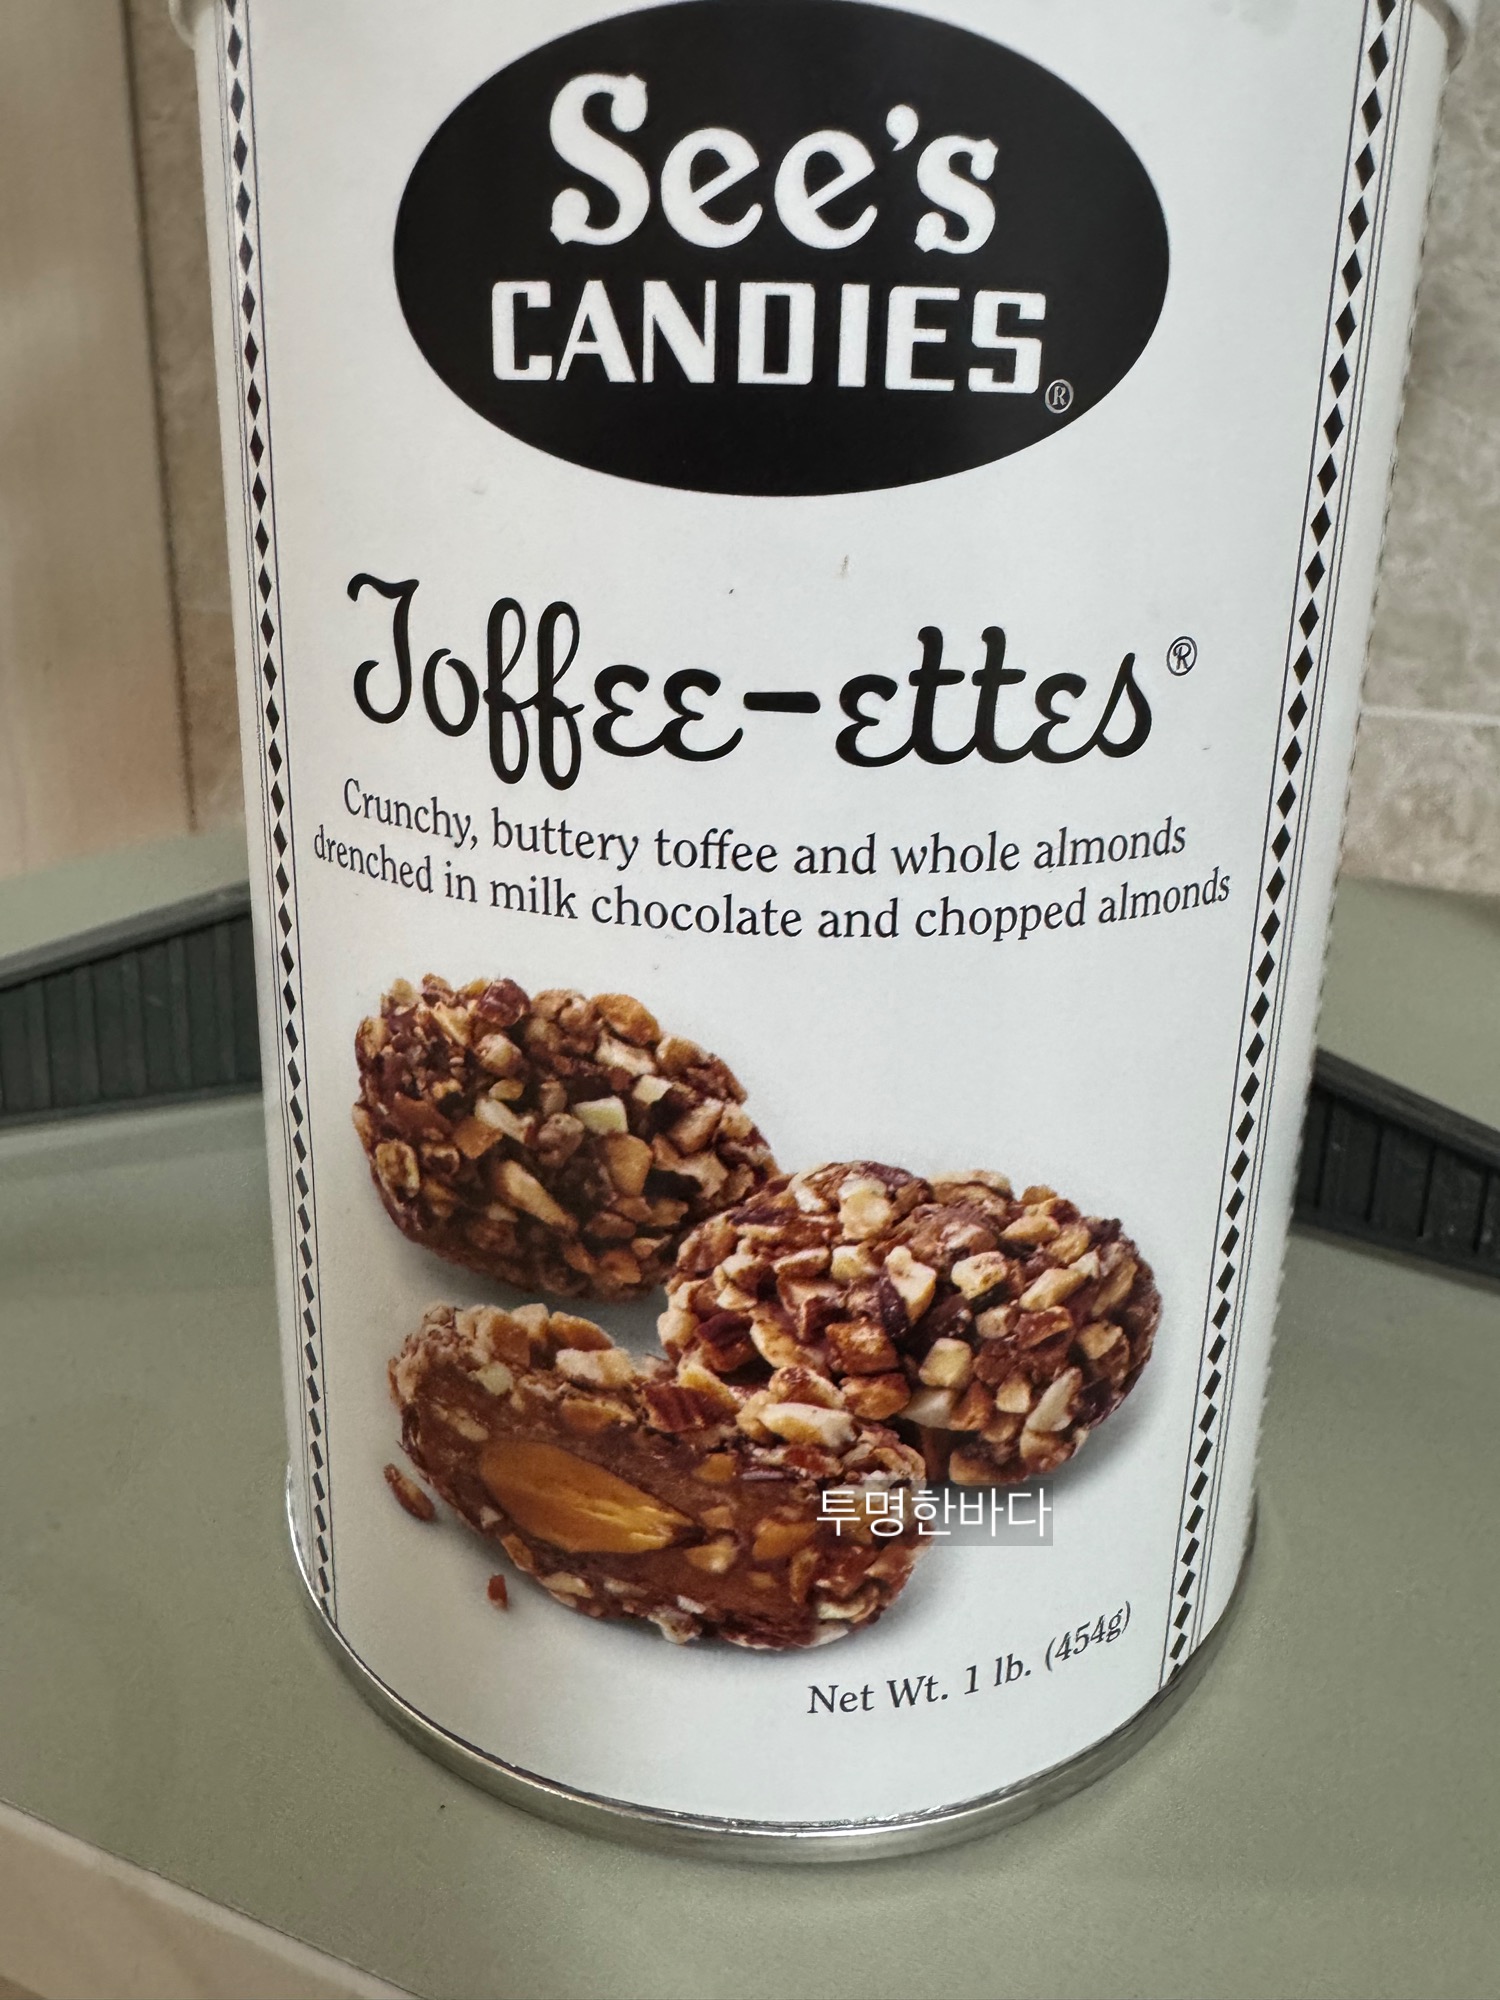 See's
CANDIES®
Toffee-ettes®
Crunchy, buttery toffee and whole almonds
drenched in milk chocolate and chopped almonds
투명한바다
Net Wt. 1 lb. (454g)